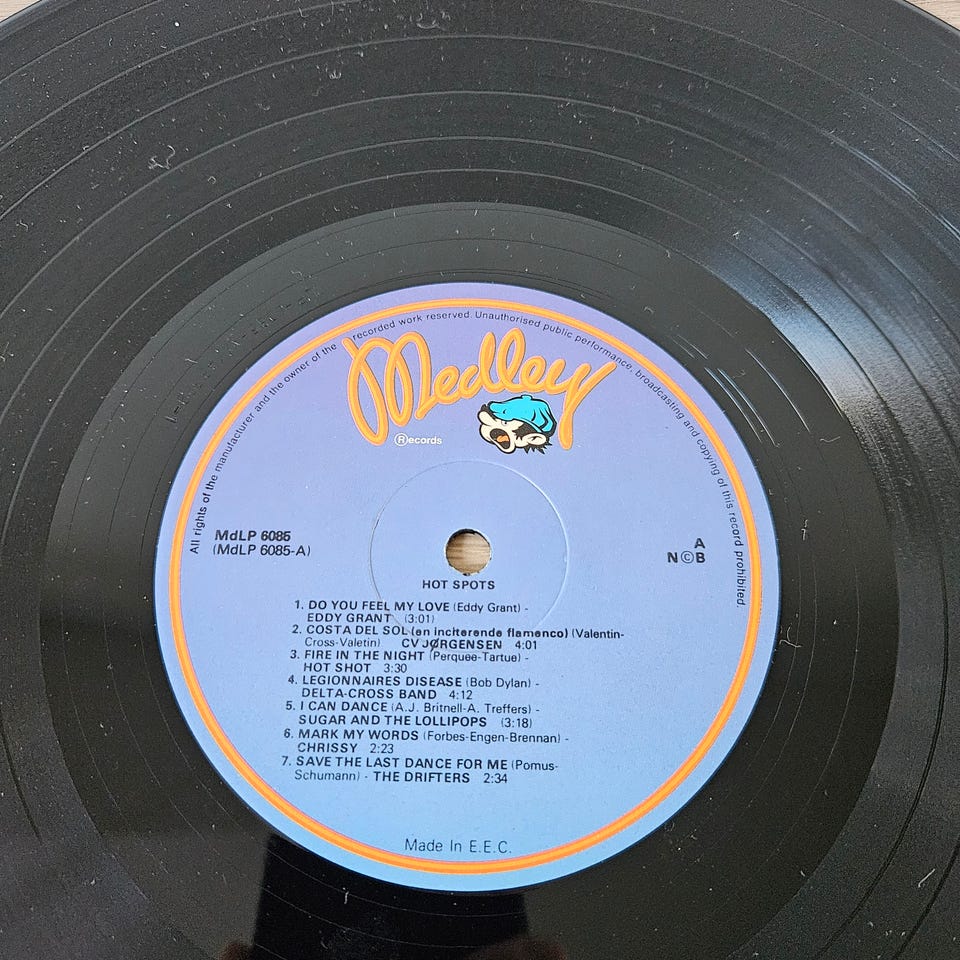 All rights of the manufacturer and the owner of the recorded work reserved. Unauthorised public performance, broadcasting and copying of this record prohibited.
Medley
Ⓡecords
MdLP 6085
(MdLP 6085-A)
A
N©B
HOT SPOTS
1. DO YOU FEEL MY LOVE (Eddy Grant) -
EDDY GRANT (3:01)
2. COSTA DEL SOL (en inciterende flamenco) (Valentin-
Cross-Valetin) CV JØRGENSEN 4:01
3. FIRE IN THE NIGHT (Perquee-Tartue) -
HOT SHOT 3:30
4. LEGIONNAIRES DISEASE (Bob Dylan) -
DELTA-CROSS BAND 4:12
5. I CAN DANCE (A.J. Britnell-A. Treffers) -
SUGAR AND THE LOLLIPOPS (3:18)
6. MARK MY WORDS (Forbes-Engen-Brennan) -
CHRISSY 2:23
7. SAVE THE LAST DANCE FOR ME (Pomus-
Schumann) - THE DRIFTERS 2:34
Made In E.E.C.